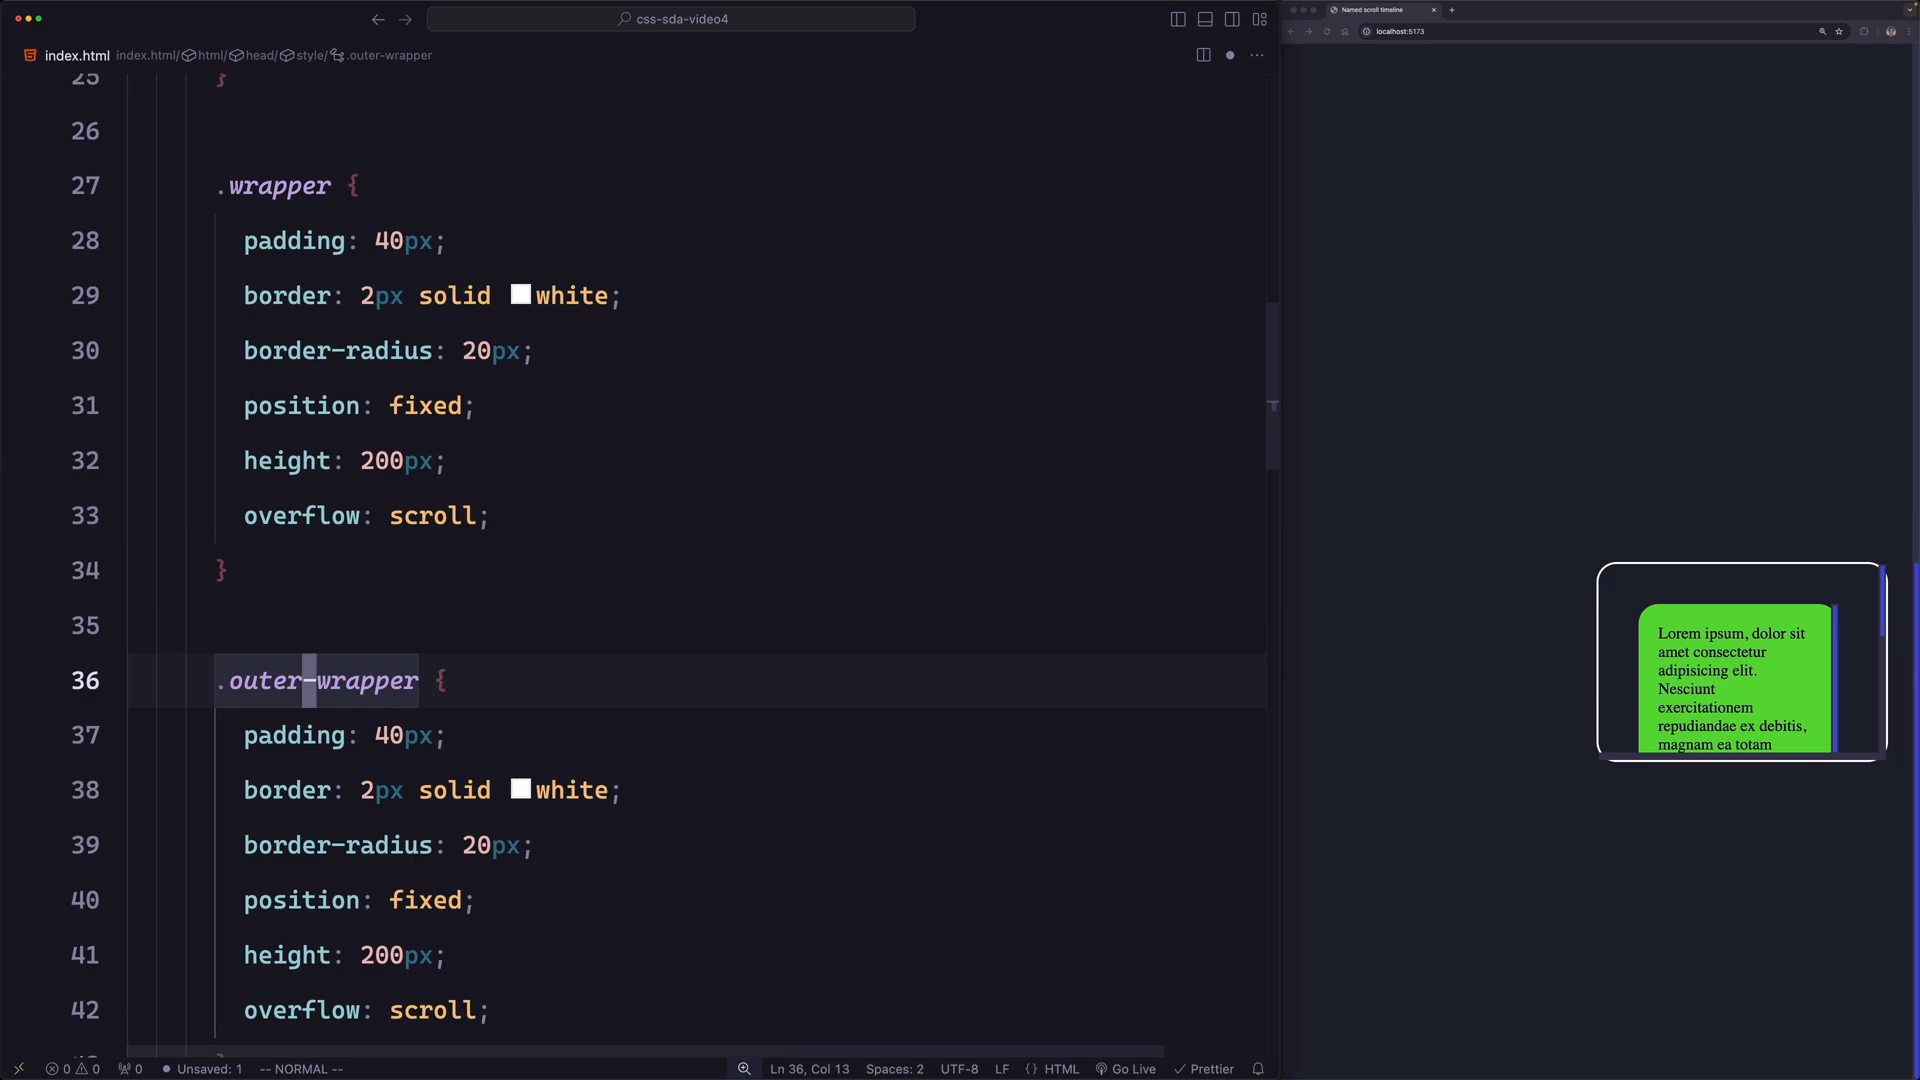 css-sda-video4
index.html index.html/ html/ head/ style/ .outer-wrapper
25 }
26
27 .wrapper {
28 padding: 40px;
29 border: 2px solid white;
30 border-radius: 20px;
31 position: fixed;
32 height: 200px;
33 overflow: scroll;
34 }
35
36 .outer-wrapper {
37 padding: 40px;
38 border: 2px solid white;
39 border-radius: 20px;
40 position: fixed;
41 height: 200px;
42 overflow: scroll;
0 0 0 Unsaved: 1 -- NORMAL -- Ln 36, Col 13 Spaces: 2 UTF-8 LF {} HTML Go Live Prettier
Named scroll timeline
localhost:5173
Lorem ipsum, dolor sit
amet consectetur
adipisicing elit.
Nesciunt
exercitationem
repudiandae ex debitis,
magnam ea totam